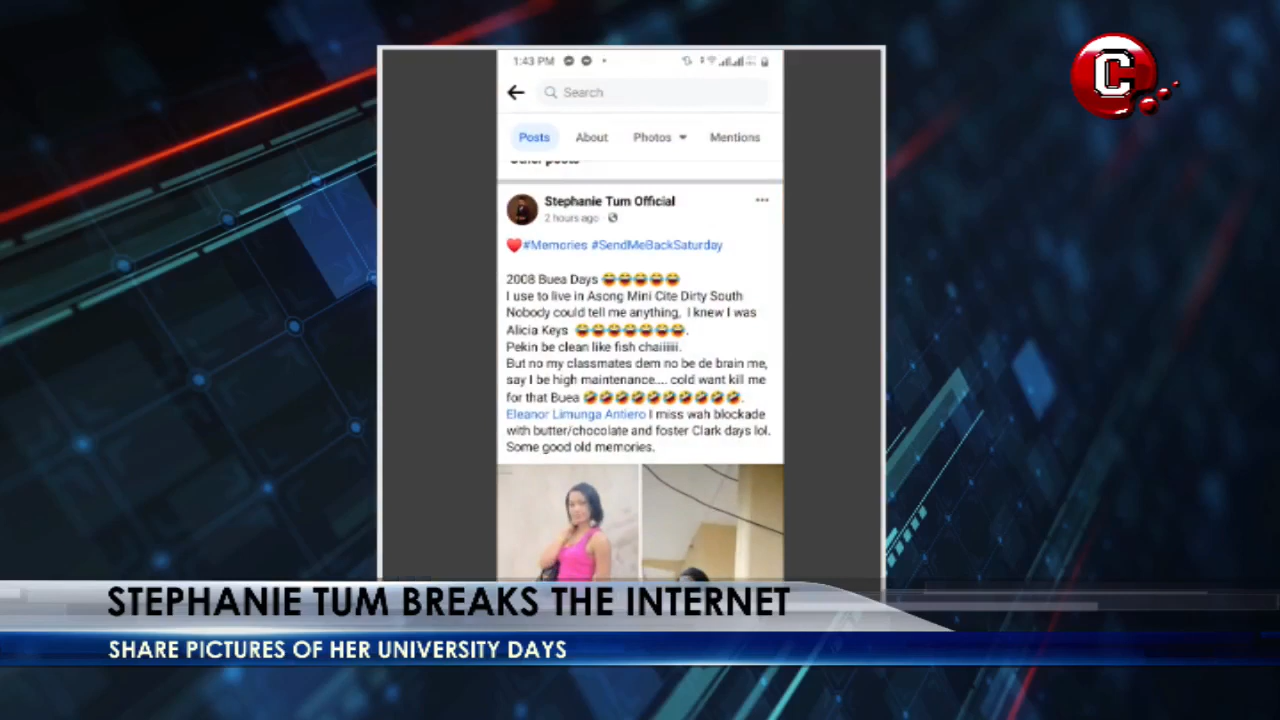 1:43 PM
C
Search
Posts About Photos Mentions
Other posts
Stephanie Tum Official
2 hours ago
❤️#Memories #SendMeBackSaturday
2008 Buea Days 😂😂😂😂😂
I use to live in Asong Mini Cite Dirty South
Nobody could tell me anything, I knew I was
Alicia Keys 😂😂😂😂😂😂😂.
Pekin be clean like fish chaiiiiii.
But no my classmates dem no be de brain me,
say I be high maintenance.... cold want kill me
for that Buea 🤣🤣🤣🤣🤣🤣🤣🤣🤣🤣.
Eleanor Limunga Antiero I miss wah blockade
with butter/chocolate and foster Clark days lol.
Some good old memories.
STEPHANIE TUM BREAKS THE INTERNET
SHARE PICTURES OF HER UNIVERSITY DAYS